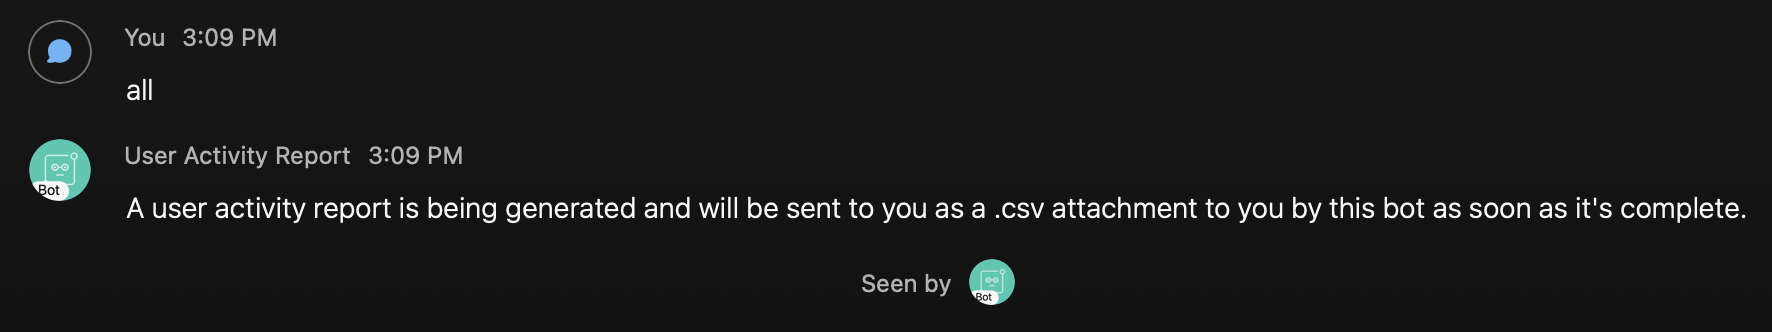 You 3:09 PM
all
User Activity Report 3:09 PM
Bot
A user activity report is being generated and will be sent to you as a .csv attachment to you by this bot as soon as it's complete.
Seen by
Bot